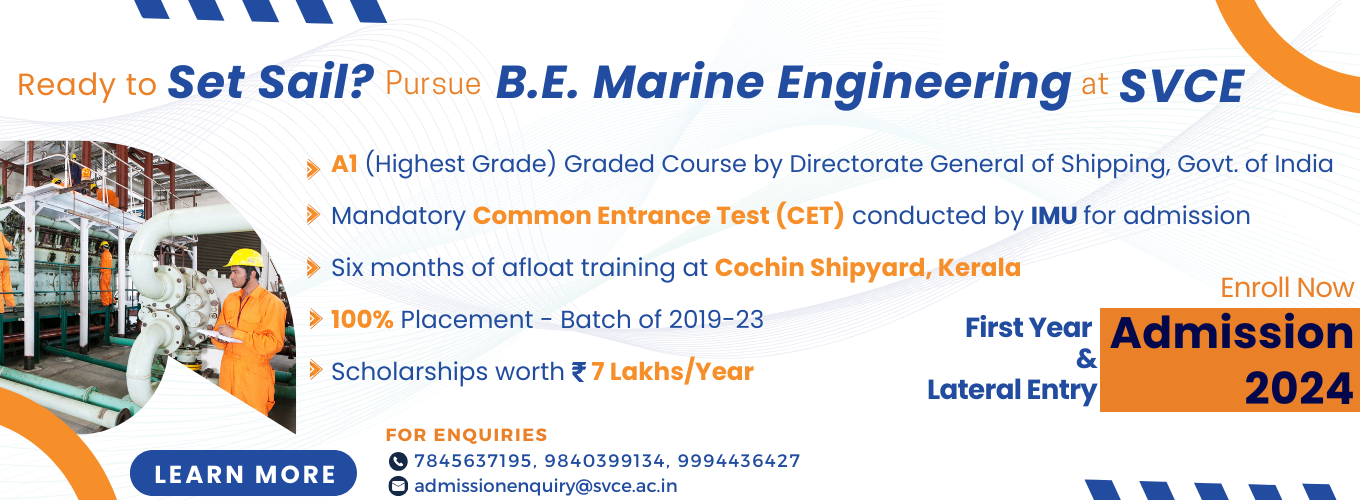 Ready to Set Sail? Pursue B.E. Marine Engineering at SVCE
A1 (Highest Grade) Graded Course by Directorate General of Shipping, Govt. of India
Mandatory Common Entrance Test (CET) conducted by IMU for admission
Six months of afloat training at Cochin Shipyard, Kerala
100% Placement - Batch of 2019-23
Scholarships worth ₹ 7 Lakhs/Year
Enroll Now
First Year
&
Lateral Entry
Admission
2024
FOR ENQUIRIES
7845637195, 9840399134, 9994436427
admissionenquiry@svce.ac.in
LEARN MORE